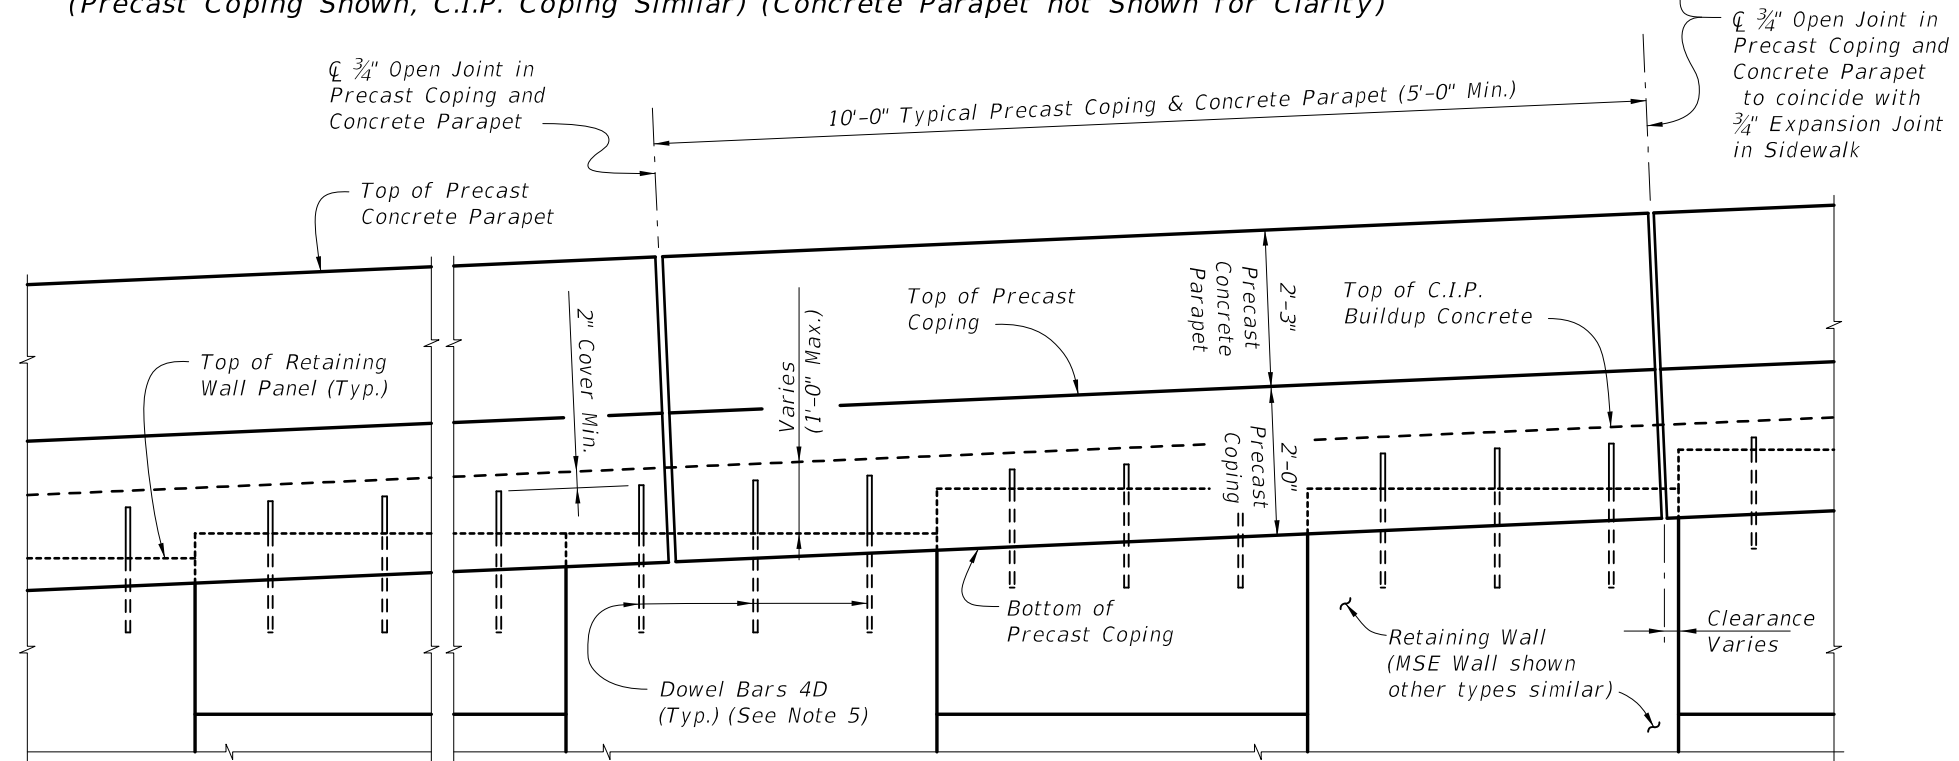 (Precast Coping Shown, C.I.P. Coping Similar) (Concrete Parapet not Shown for Clarity)
℄ ¾" Open Joint in
Precast Coping and
Concrete Parapet
to coincide with
¾" Expansion Joint
in Sidewalk
℄ ¾" Open Joint in
Precast Coping and
Concrete Parapet
10'-0" Typical Precast Coping & Concrete Parapet (5'-0" Min.)
Top of Precast
Concrete Parapet
Top of Retaining
Wall Panel (Typ.)
2" Cover Min.
Varies
(1'-0" Max.)
Top of Precast
Coping
2'-3"
Precast
Concrete
Parapet
Top of C.I.P.
Buildup Concrete
2'-0"
Precast
Coping
Bottom of
Precast Coping
Dowel Bars 4D
(Typ.) (See Note 5)
Retaining Wall
(MSE Wall shown
other types similar)
Clearance
Varies